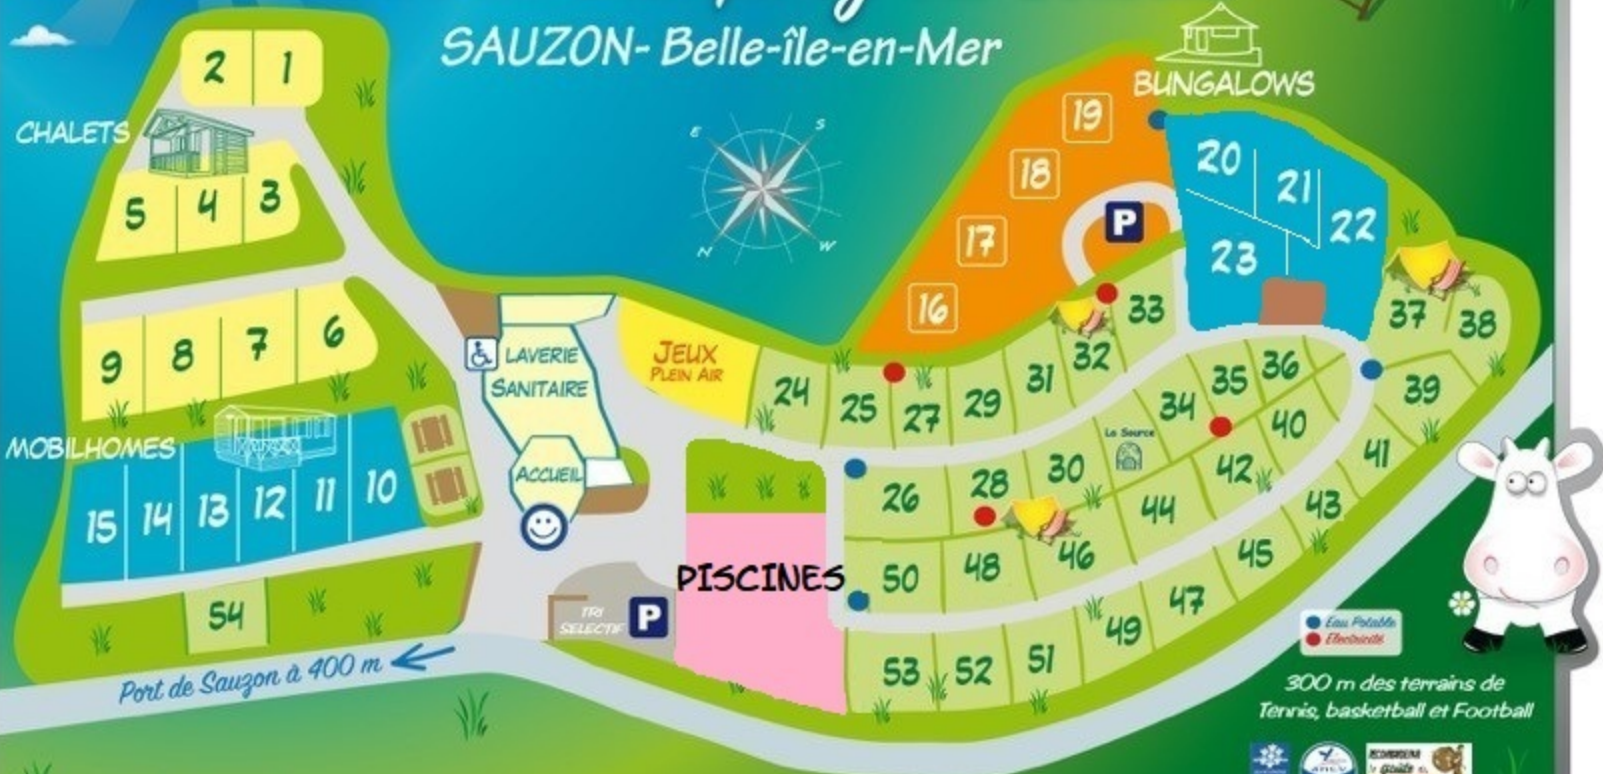 SAUZON- Belle-île-en-Mer
BUNGALOWS
CHALETS
2 1
5 4 3
9 8 7 6
MOBILHOMES
15 14 13 12 11 10
54
E S
N W
LAVERIE
SANITAIRE
ACCUEIL
JEUX
PLEIN AIR
19
18
17
16
P
20 21 22
23
33
37 38
24 25 27 29 31 32
34 35 36
39
La Source
26 28 30
40
41
42
44
43
50 48 46
45
47
49
53 52 51
PISCINES
TRI
SELECTIF
P
Port de Sauzon à 400 m
Eau Potable
Electricité
300 m des terrains de
Tennis, basketball et Football
ANCV